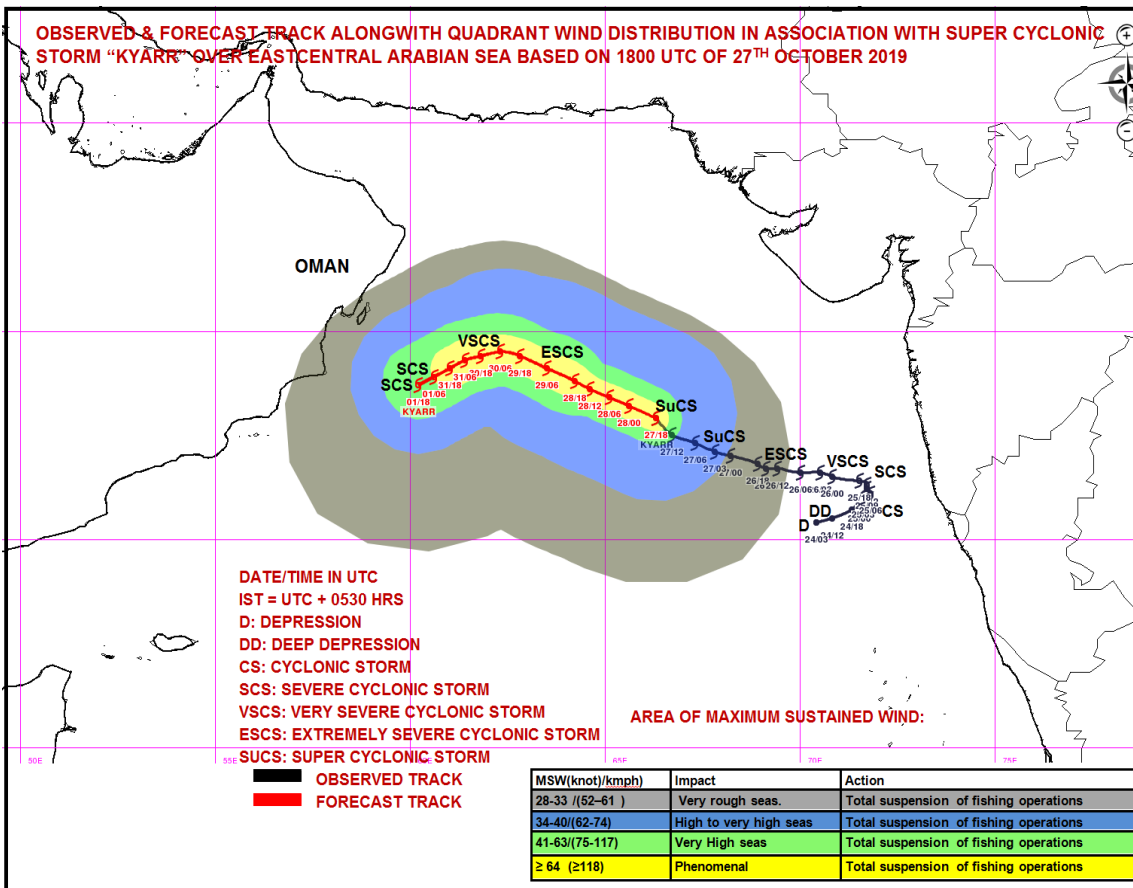 OBSERVED & FORECAST TRACK ALONGWITH QUADRANT WIND DISTRIBUTION IN ASSOCIATION WITH SUPER CYCLONIC
STORM “KYARR” OVER EASTCENTRAL ARABIAN SEA BASED ON 1800 UTC OF 27TH OCTOBER 2019
OMAN
VSCS
ESCS
SCS
SCS
31/06
30/18
30/06
29/18
31/18
01/06
01/18
KYARR
29/06
28/18
28/12
28/06
28/00
SuCS
27/18
KYARR
27/12
SuCS
27/06
27/03
27/00
ESCS
26/18
26/12
26/06
26/00
VSCS
SCS
25/18
25/06
CS
24/18
DD
D
24/03
24/12
DATE/TIME IN UTC
IST = UTC + 0530 HRS
D: DEPRESSION
DD: DEEP DEPRESSION
CS: CYCLONIC STORM
SCS: SEVERE CYCLONIC STORM
VSCS: VERY SEVERE CYCLONIC STORM
ESCS: EXTREMELY SEVERE CYCLONIC STORM
SUCS: SUPER CYCLONIC STORM
AREA OF MAXIMUM SUSTAINED WIND:
50E 55E 65E 70E 75E
OBSERVED TRACK
FORECAST TRACK
MSW(knot)/kmph) Impact Action
28-33 /(52–61 ) Very rough seas. Total suspension of fishing operations
34-40/(62-74) High to very high seas Total suspension of fishing operations
41-63/(75-117) Very High seas Total suspension of fishing operations
≥ 64 (≥118) Phenomenal Total suspension of fishing operations